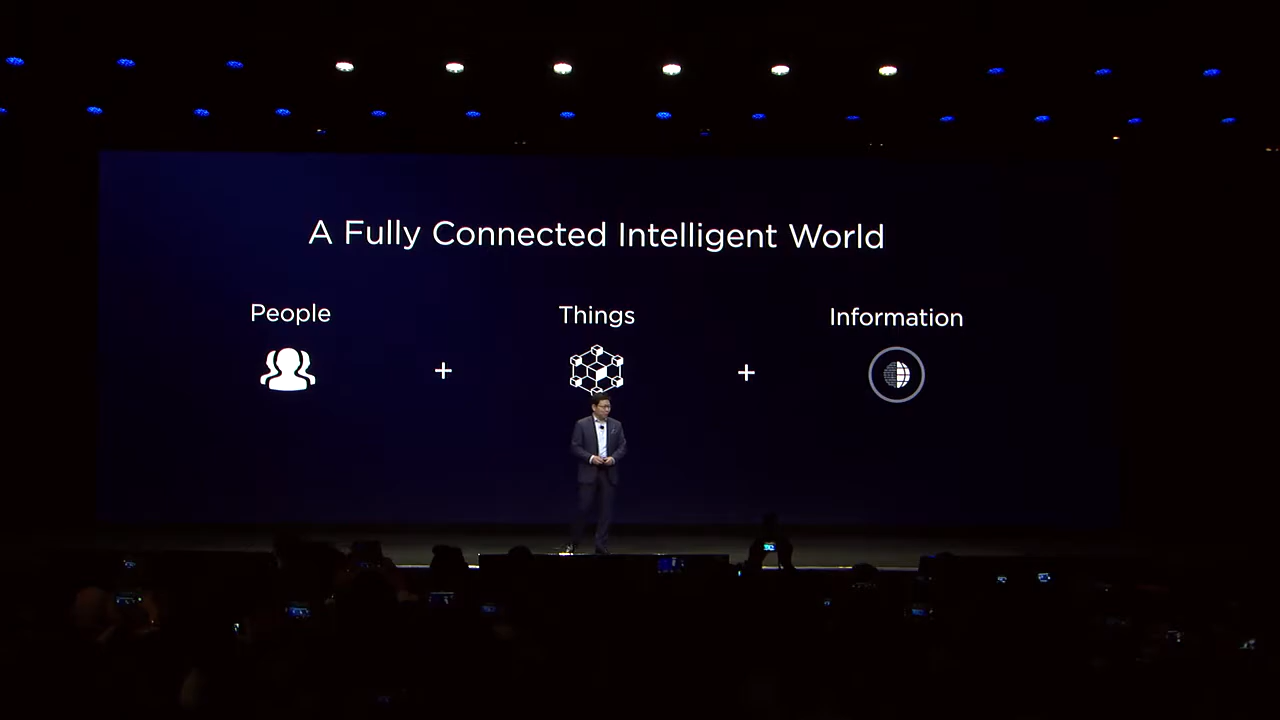 A Fully Connected Intelligent World
People + Things + Information